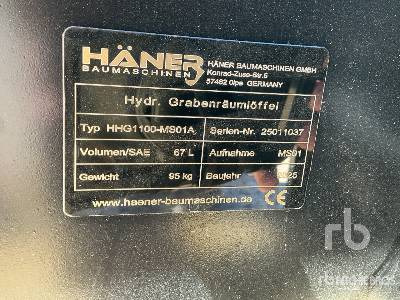 HÄNER
BAUMASCHINEN
HÄNER BAUMASCHINEN GMBH
Konrad-Zuse-Str.5
57462 Olpe GERMANY
Hydr. Grabenräumlöffel
Typ HHG1100-MS01A Serien-Nr. 25011037
Volumen/SAE 67 L Aufnahme MS01
Gewicht 95 kg Baujahr
www.haener-baumaschinen.de CE
rb